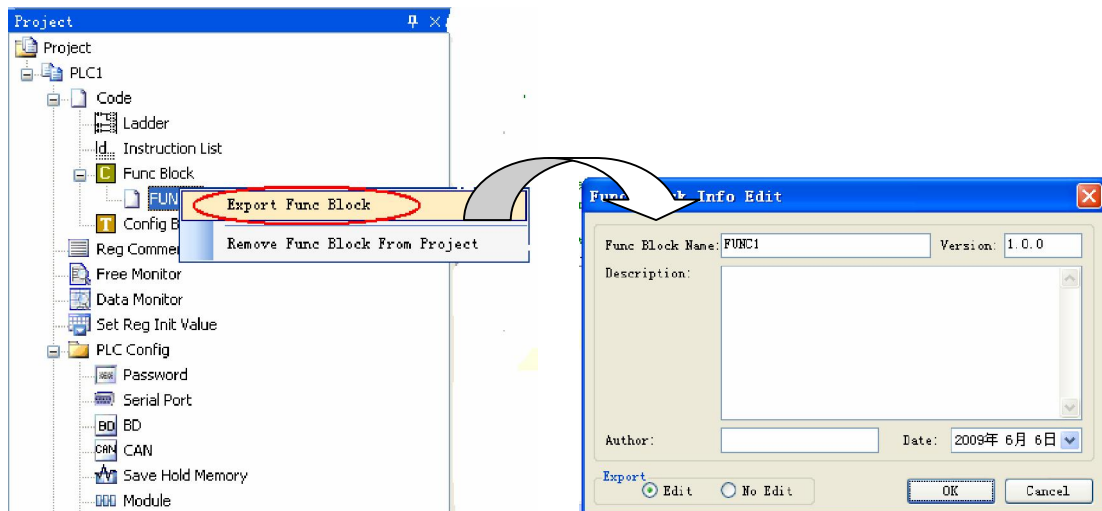 Project
Project
PLC1
Code
Ladder
Instruction List
Func Block
FUN
Export Func Block
Config B
Remove Func Block From Project
Reg Comme
Free Monitor
Data Monitor
Set Reg Init Value
PLC Config
Password
Serial Port
BD BD
CAN CAN
Save Hold Memory
Module
Info Edit
Func Block Name: FUNC1 Version: 1.0.0
Description:
Author: Date: 2009年 6月 6日
Export
Edit No Edit OK Cancel